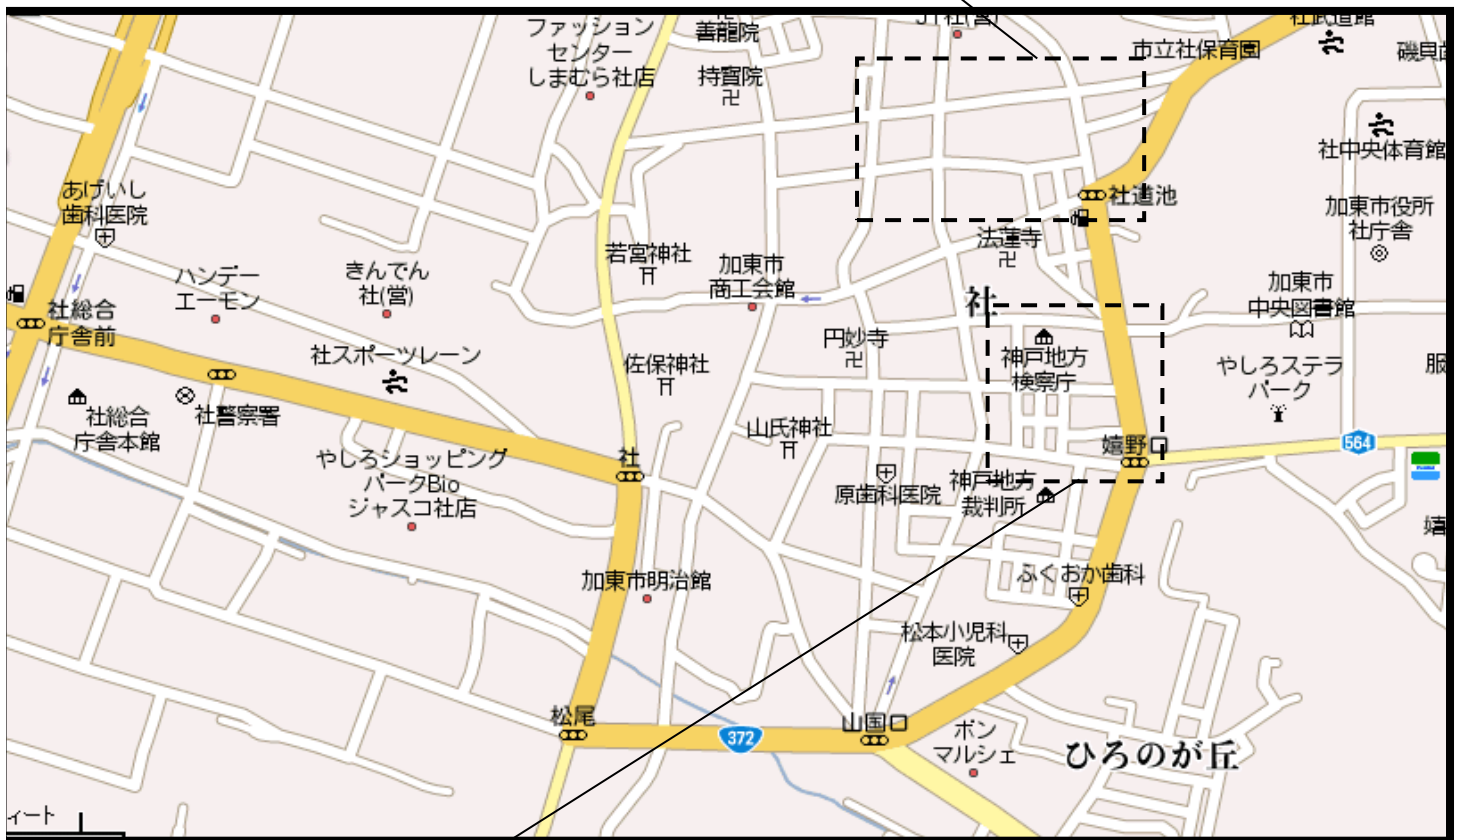 善龍院
ファッション
センター
しまむら社店
持寶院
市立社保育園
社武道館
社中央体育館
あげいし
歯科医院
社道池
加東市役所
社庁舎
法蓮寺
若宮神社
加東市
商工会館
ハンデー
エーモン
きんでん
社(営)
加東市
中央図書館
社
社総合
庁舎前
円妙寺
神戸地方
検察庁
社スポーツレーン
佐保神社
やしろステラ
パーク
服
社総合
庁舎本館
社警察署
山氏神社
嬉野口
564
社
やしろショッピング
パークBio
ジャスコ社店
原歯科医院
神戸地方
裁判所
嬉
加東市明治館
ふくおか歯科
松本小児科
医院
松尾
372
山国口
ボン
マルシェ
ひろのが丘
ィート